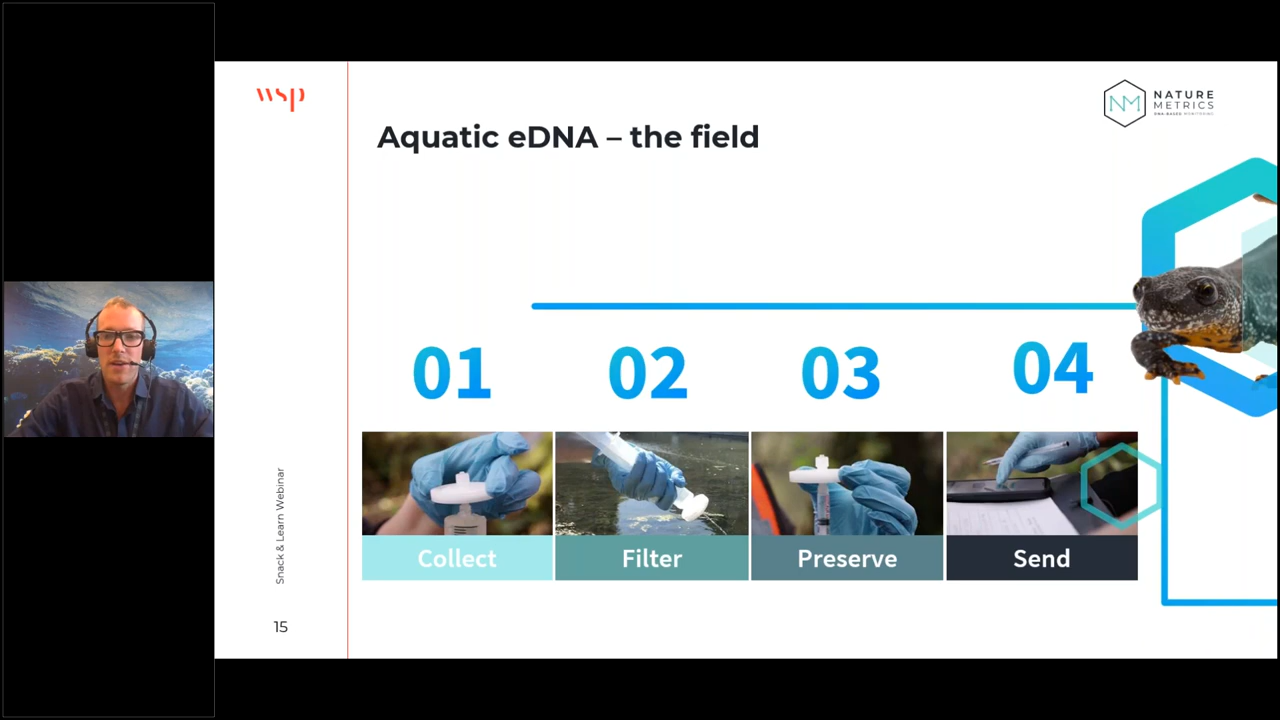 wsp
NATURE
METRICS
DNA-BASED MONITORING
Aquatic eDNA – the field
01
02
03
04
Collect
Filter
Preserve
Send
Snack & Learn Webinar
15